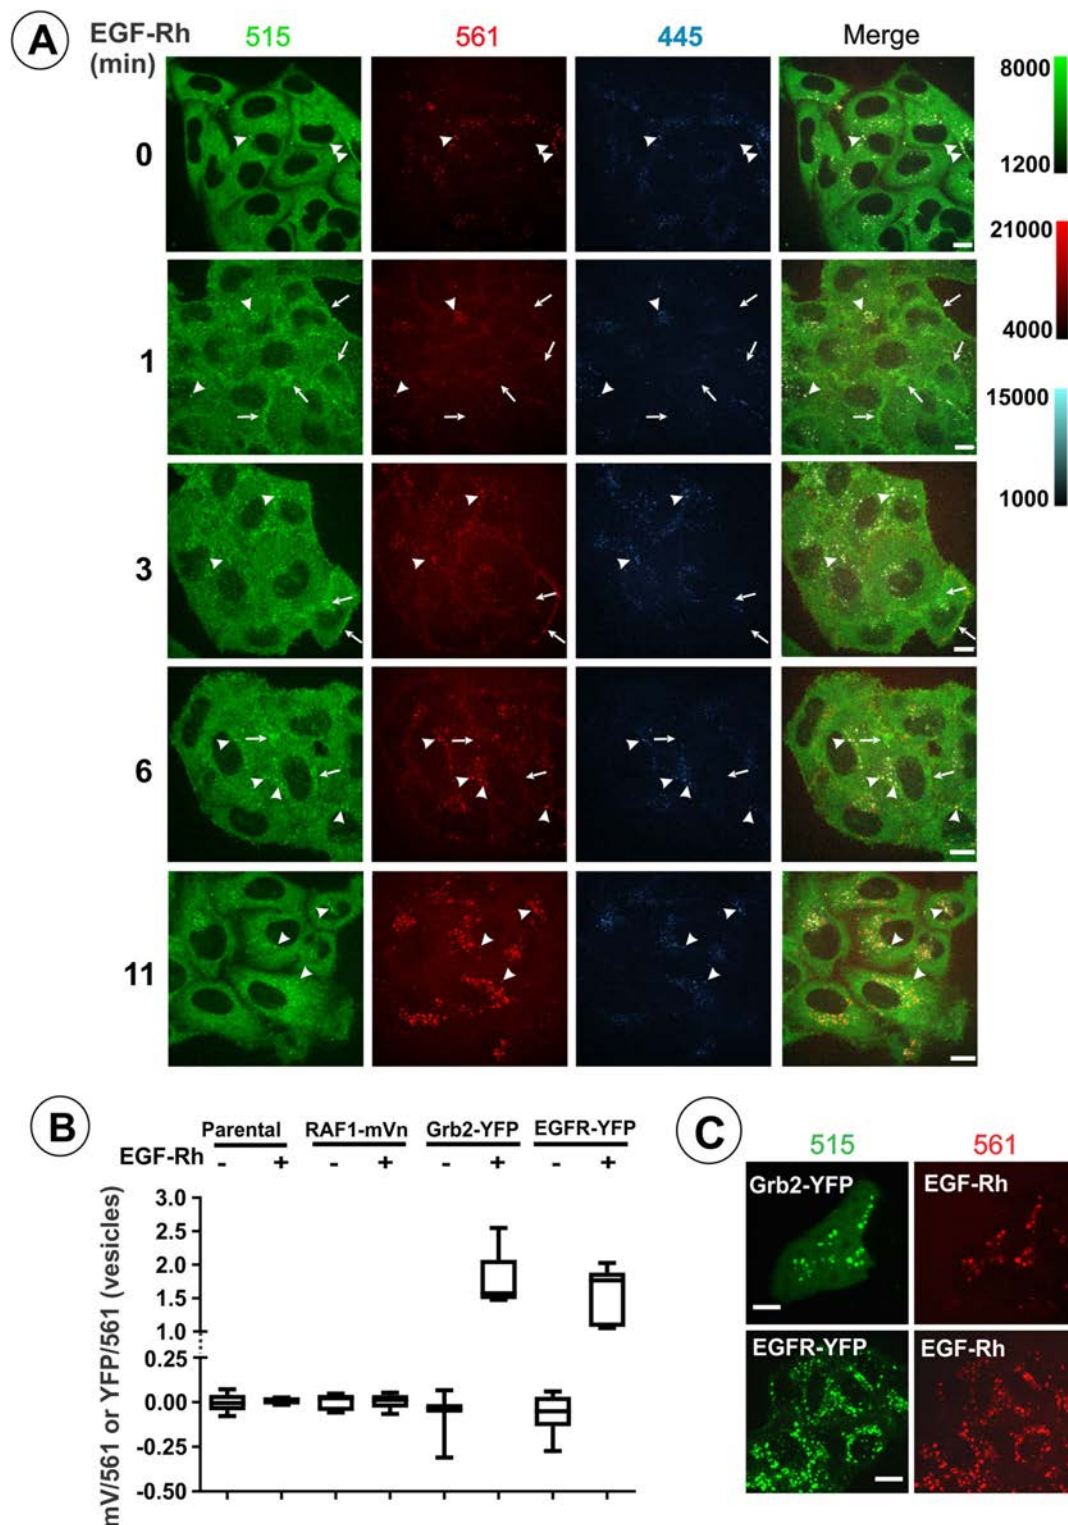 A
EGF-Rh
(min)
515 561 445 Merge
0
1
3
6
11
8000
1200
21000
4000
15000
1000
B
Parental RAF1-mVn Grb2-YFP EGFR-YFP
EGF-Rh - + - + - + - +
mV/561 or YFP/561 (vesicles)
3.0
2.5
2.0
1.5
1.0
0.25
0.00
-0.25
-0.50
C
515 561
Grb2-YFP EGF-Rh
EGFR-YFP EGF-Rh